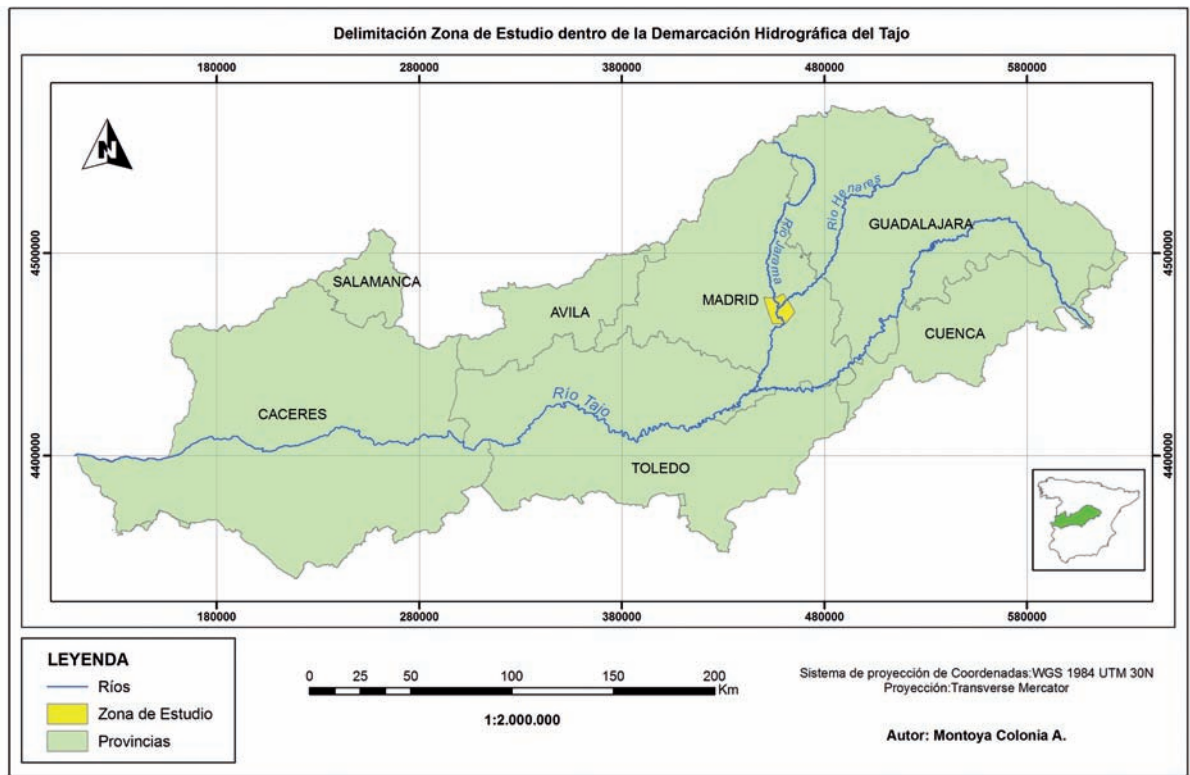 Delimitación Zona de Estudio dentro de la Demarcación Hidrográfica del Tajo
180000 280000 380000 480000 580000
N
Río Henares
Río Jarama
GUADALAJARA
4500000 4500000
SALAMANCA
MADRID
AVILA
CUENCA
Río Tajo
CACERES
4400000 4400000
TOLEDO
180000 280000 380000 480000 580000
LEYENDA
Ríos
Zona de Estudio
Provincias
0 25 50 100 150 200
Km
1:2.000.000
Sistema de proyección de Coordenadas:WGS 1984 UTM 30N
Proyección:Transverse Mercator
Autor: Montoya Colonia A.